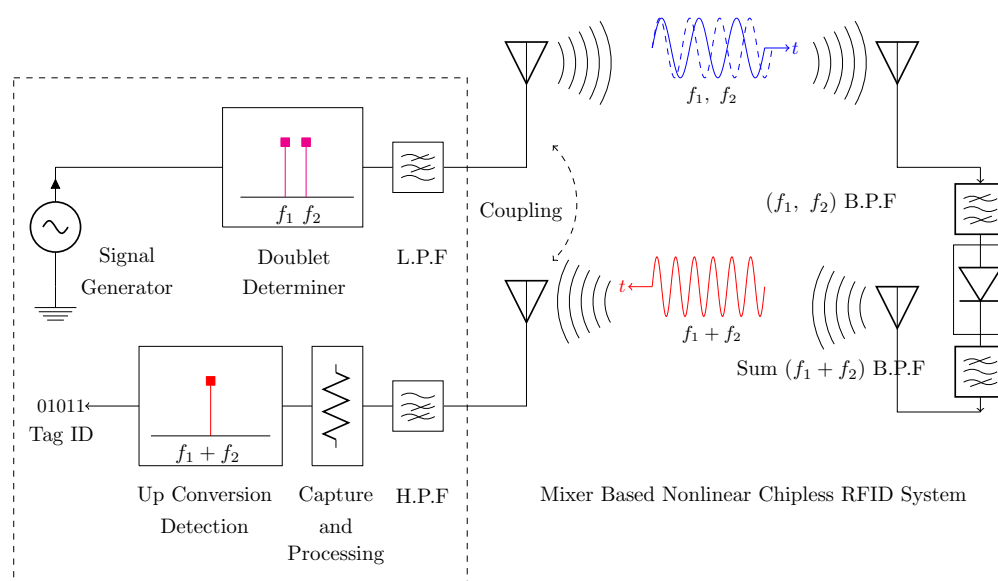 t
f₁, f₂
f₁ f₂
(f₁, f₂) B.P.F
Coupling
Signal
Generator
Doublet
Determiner
L.P.F
t
f₁ + f₂
Sum (f₁ + f₂) B.P.F
01011
Tag ID
f₁ + f₂
Up Conversion
Detection
Capture
and
Processing
H.P.F
Mixer Based Nonlinear Chipless RFID System